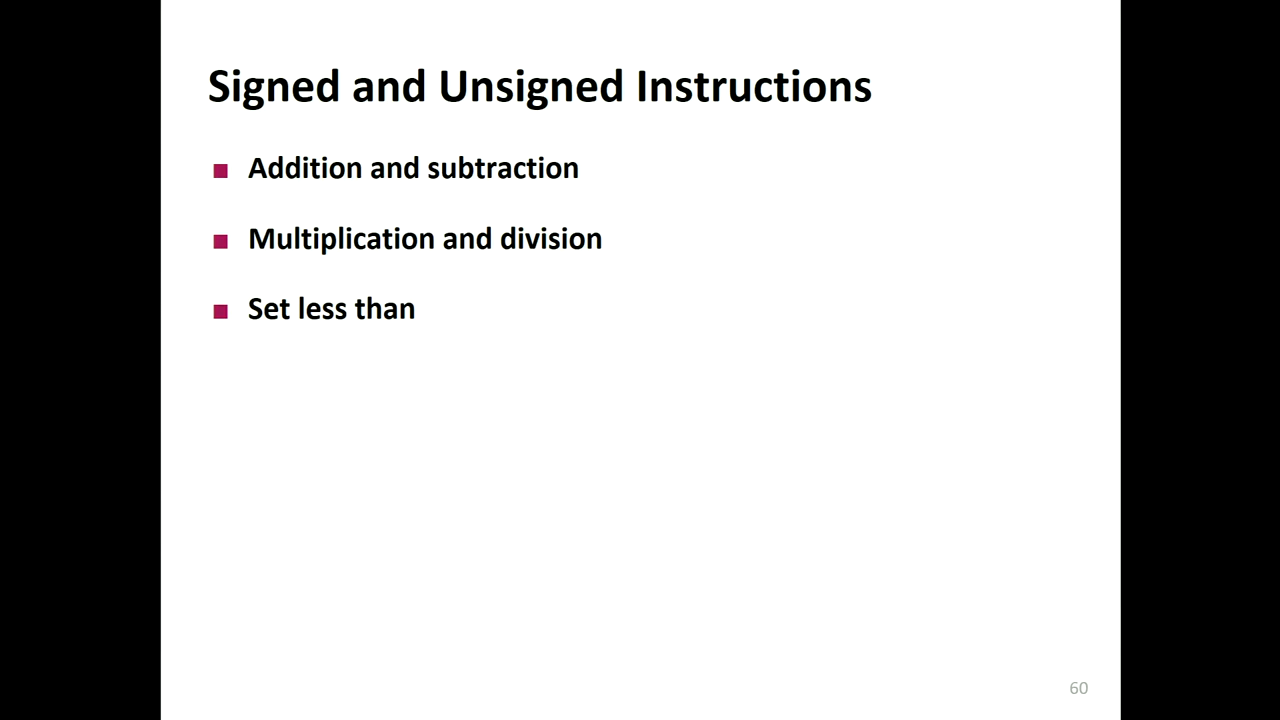 Signed and Unsigned Instructions
Addition and subtraction
Multiplication and division
Set less than
60